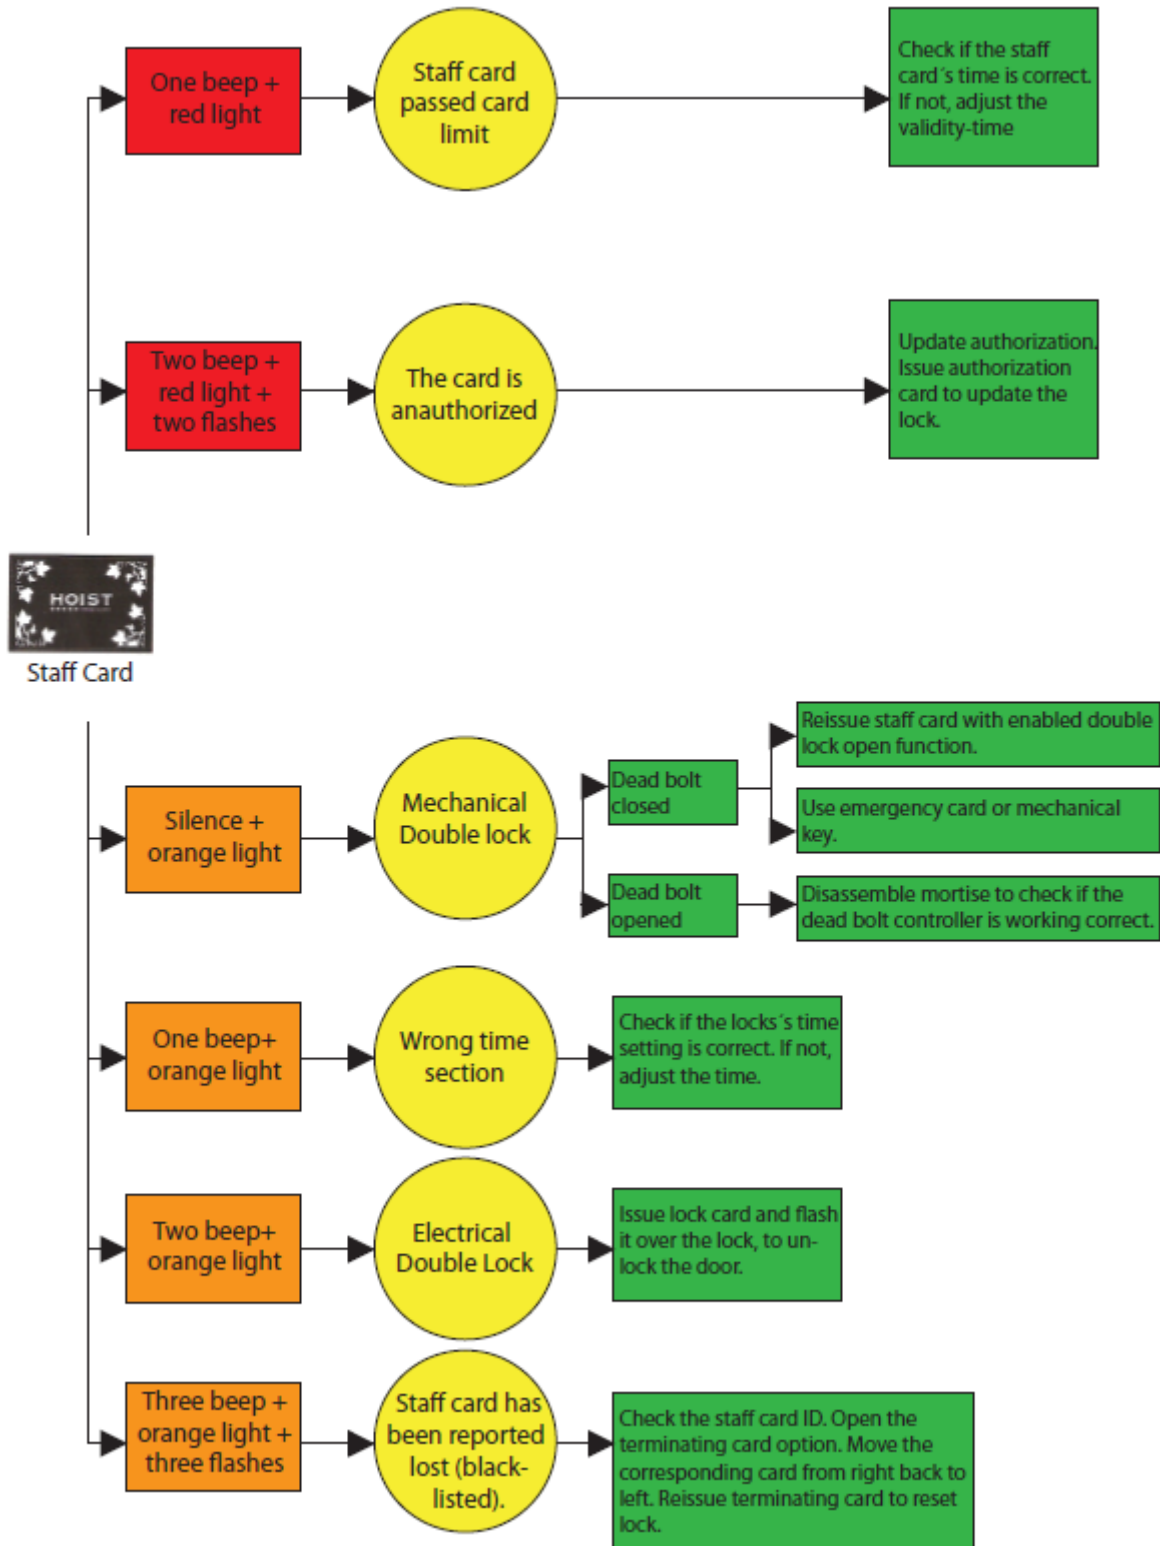 One beep +
red light
Staff card
passed card
limit
Check if the staff
card´s time is correct.
If not, adjust the
validity-time
Two beep +
red light +
two flashes
The card is
anauthorized
Update authorization.
Issue authorization
card to update the
lock.
HOIST
Staff Card
Silence +
orange light
Mechanical
Double lock
Dead bolt
closed
Reissue staff card with enabled double
lock open function.
Use emergency card or mechanical
key.
Dead bolt
opened
Disassemble mortise to check if the
dead bolt controller is working correct.
One beep+
orange light
Wrong time
section
Check if the locks´s time
setting is correct. If not,
adjust the time.
Two beep+
orange light
Electrical
Double Lock
Issue lock card and flash
it over the lock, to un-
lock the door.
Three beep +
orange light +
three flashes
Staff card has
been reported
lost (black-
listed).
Check the staff card ID. Open the
terminating card option. Move the
corresponding card from right back to
left. Reissue terminating card to reset
lock.